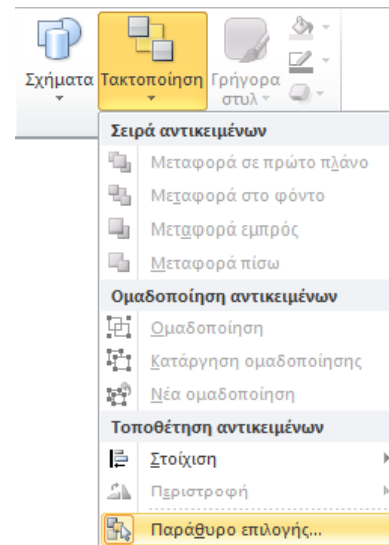 Σχήματα Τακτοποίηση Γρήγορα
στυλ
Σειρά αντικειμένων
Μεταφορά σε πρώτο πλάνο
Μεταφορά στο φόντο
Μεταφορά εμπρός
Μεταφορά πίσω
Ομαδοποίηση αντικειμένων
Ομαδοποίηση
Κατάργηση ομαδοποίησης
Νέα ομαδοποίηση
Τοποθέτηση αντικειμένων
Στοίχιση
Περιστροφή
Παράθυρο επιλογής...